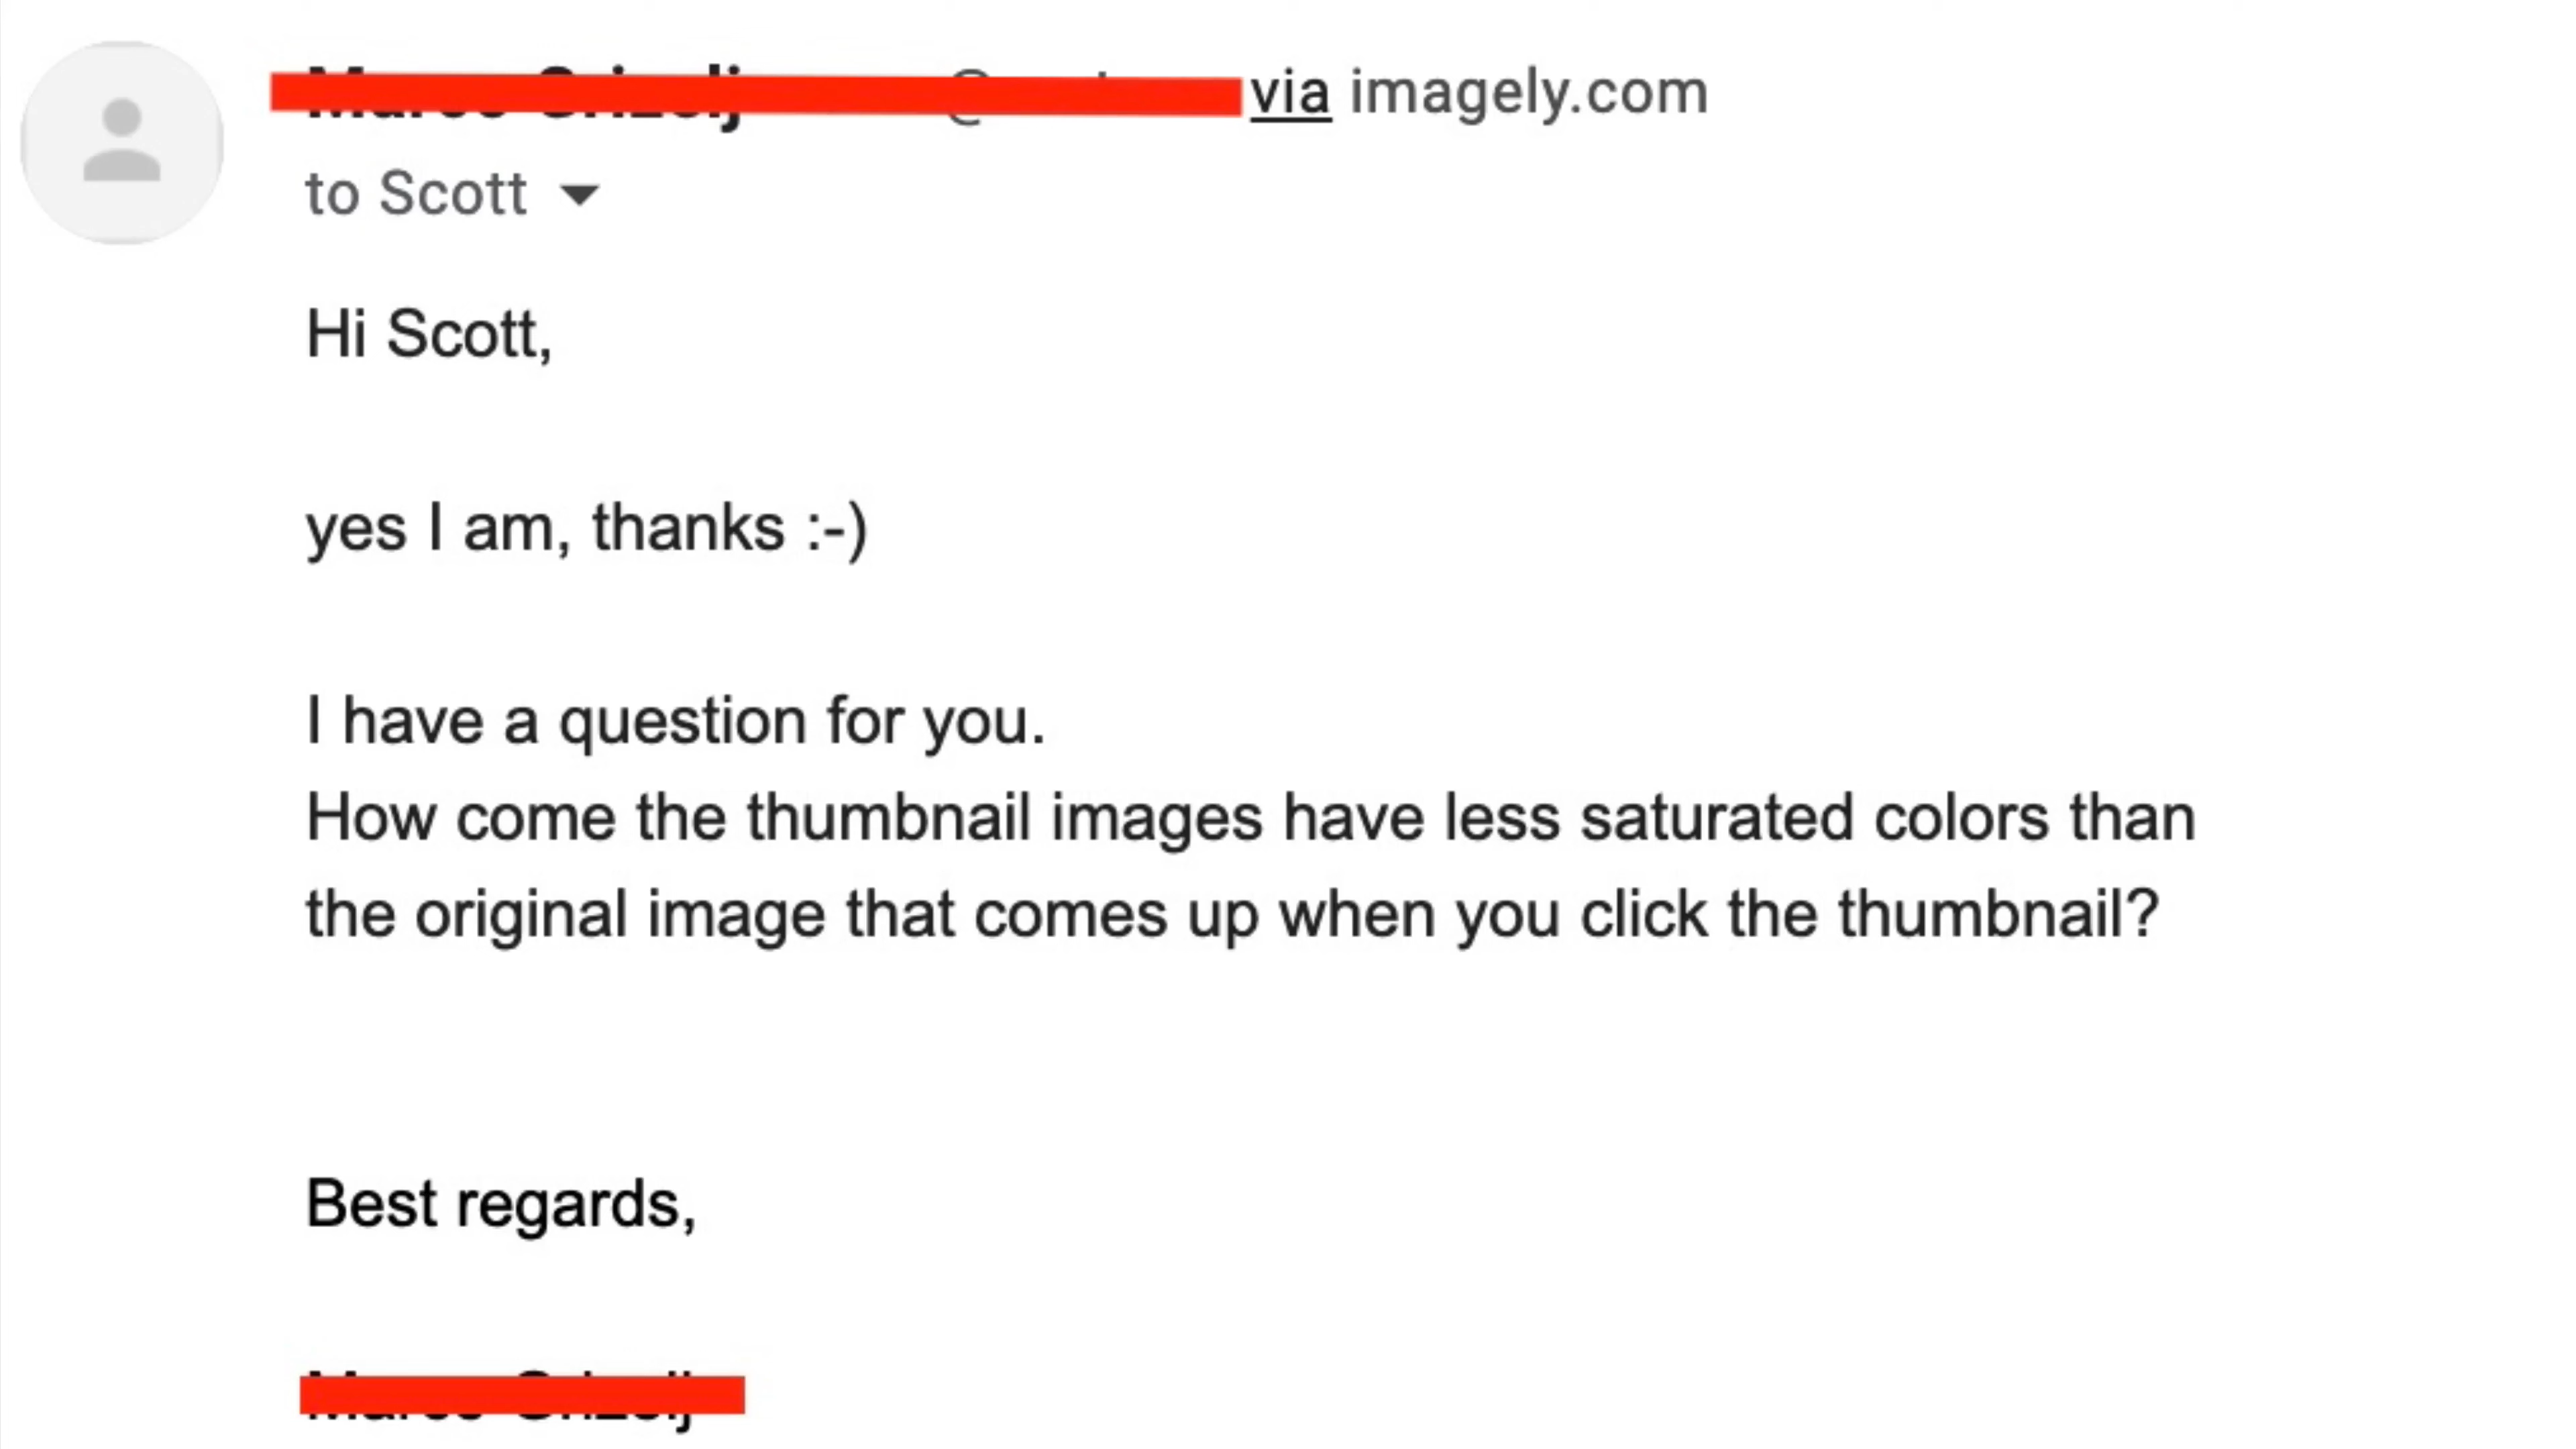 via imagely.com
to Scott
Hi Scott,
yes I am, thanks :-)
I have a question for you.
How come the thumbnail images have less saturated colors than
the original image that comes up when you click the thumbnail?
Best regards,